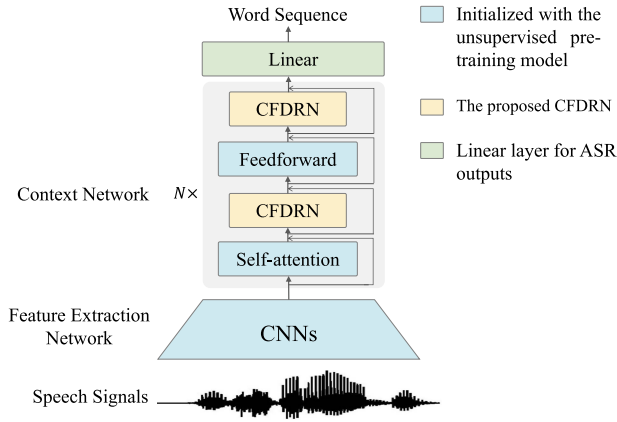 Word Sequence
Linear
CFDRN
Feedforward
CFDRN
Self-attention
Context Network
N×
Feature Extraction
Network
CNNs
Speech Signals
Initialized with the
unsupervised pre-
training model
The proposed CFDRN
Linear layer for ASR
outputs